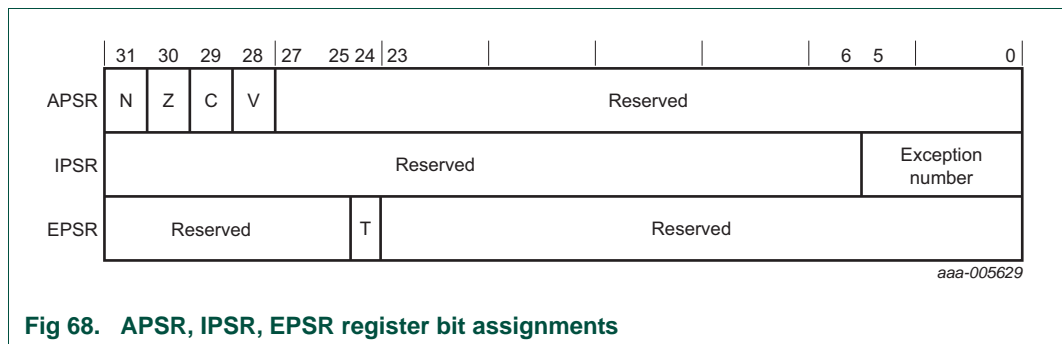 31 30 29 28 27 25 24 23 6 5 0
APSR N Z C V Reserved
IPSR Reserved Exception number
EPSR Reserved T Reserved
aaa-005629
Fig 68. APSR, IPSR, EPSR register bit assignments